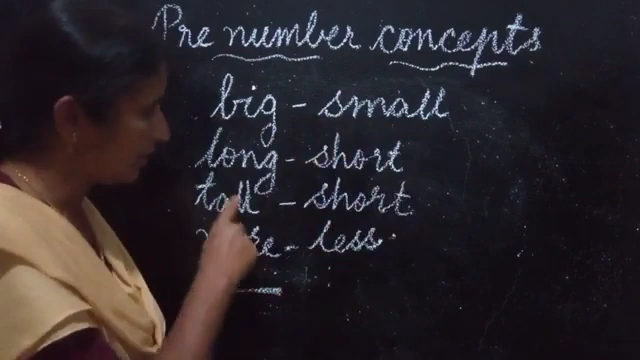 Pre number concepts
big - small
long - short
tall - short
- less